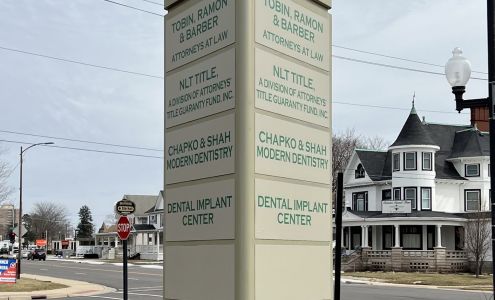 TOBIN, RAMON
& BARBER
ATTORNEYS AT LAW
NLT TITLE,
A DIVISION OF ATTORNEYS'
TITLE GUARANTY FUND, INC.
CHAPKO & SHAH
MODERN DENTISTRY
DENTAL IMPLANT
CENTER
TOBIN, RAMON
& BARBER
ATTORNEYS AT LAW
NLT TITLE,
A DIVISION OF ATTORNEYS'
TITLE GUARANTY FUND, INC.
CHAPKO & SHAH
MODERN DENTISTRY
DENTAL IMPLANT
CENTER
STOP